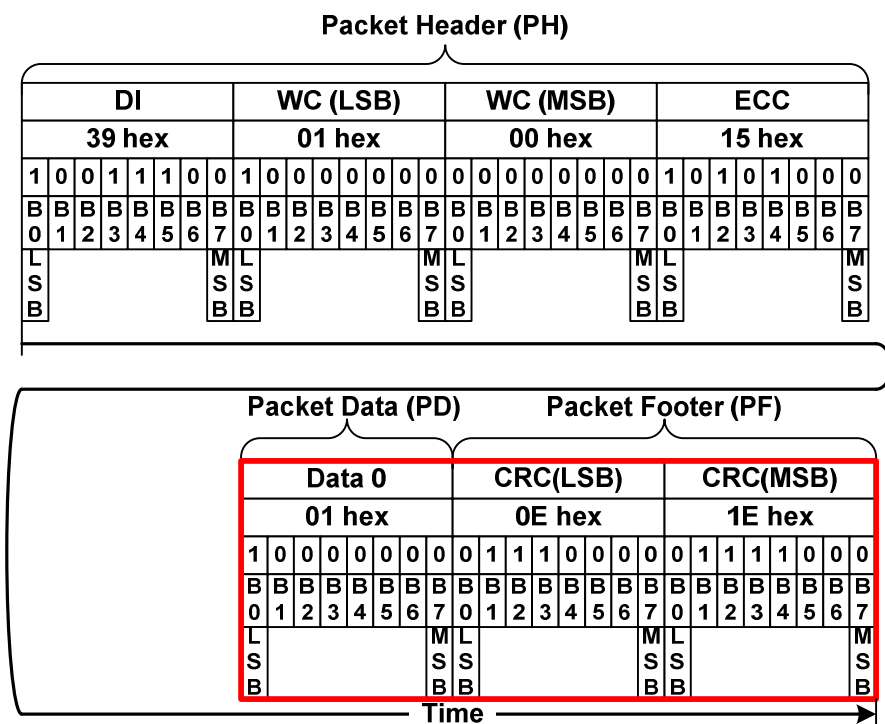 Packet Header (PH)
DI WC (LSB) WC (MSB) ECC
39 hex 01 hex 00 hex 15 hex
1 0 0 1 1 1 0 0 1 0 0 0 0 0 0 0 0 0 0 0 0 0 0 0 1 0 1 0 1 0 0 0
B0 B1 B2 B3 B4 B5 B6 B7 B0 B1 B2 B3 B4 B5 B6 B7 B0 B1 B2 B3 B4 B5 B6 B7 B0 B1 B2 B3 B4 B5 B6 B7
LSB MSB LSB MSB LSB MSB LSB MSB
Packet Data (PD) Packet Footer (PF)
Data 0 CRC(LSB) CRC(MSB)
01 hex 0E hex 1E hex
1 0 0 0 0 0 0 0 0 1 1 1 0 0 0 0 0 1 1 1 1 0 0 0
B0 B1 B2 B3 B4 B5 B6 B7 B0 B1 B2 B3 B4 B5 B6 B7 B0 B1 B2 B3 B4 B5 B6 B7
LSB MSB LSB MSB LSB MSB
Time